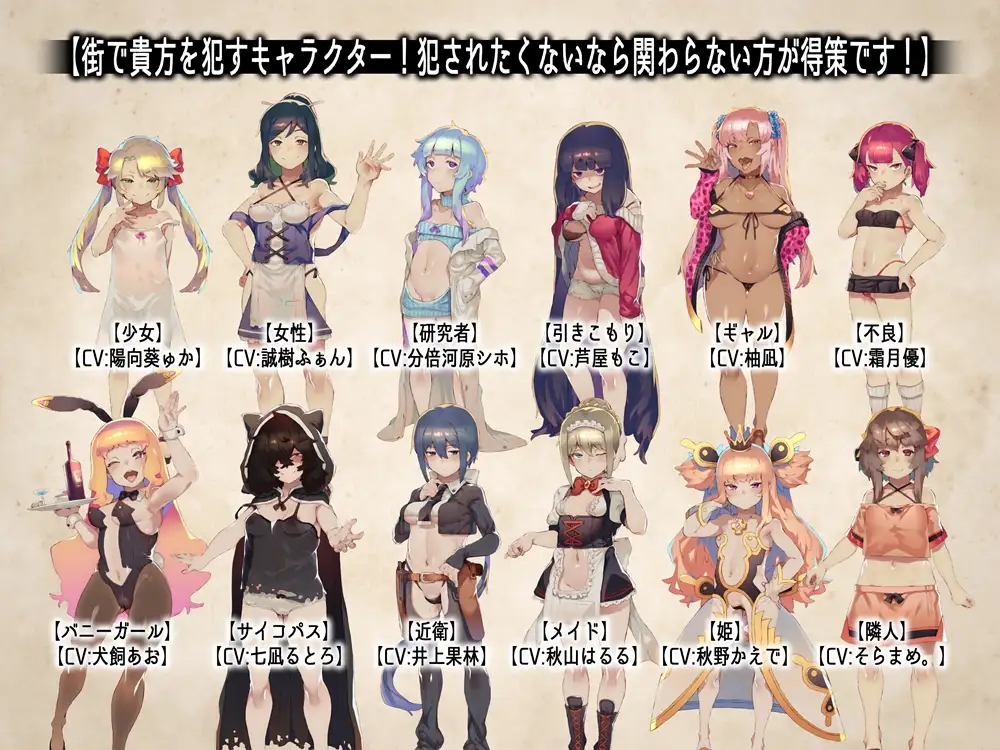 【街で貴方を犯すキャラクター！犯されたくないなら関わらない方が得策です！】
【少女】
【CV:陽向葵ゅか】
【女性】
【CV:誠樹ふぁん】
【研究者】
【CV:分倍河原シホ】
【引きこもり】
【CV:芦屋もこ】
【ギャル】
【CV:柚凪】
【不良】
【CV:霜月優】
【バニーガール】
【CV:犬飼あお】
【サイコパス】
【CV:七凪るとろ】
【近衛】
【CV:井上果林】
【メイド】
【CV:秋山はるる】
【姫】
【CV:秋野かえで】
【隣人】
【CV:そらまめ。】